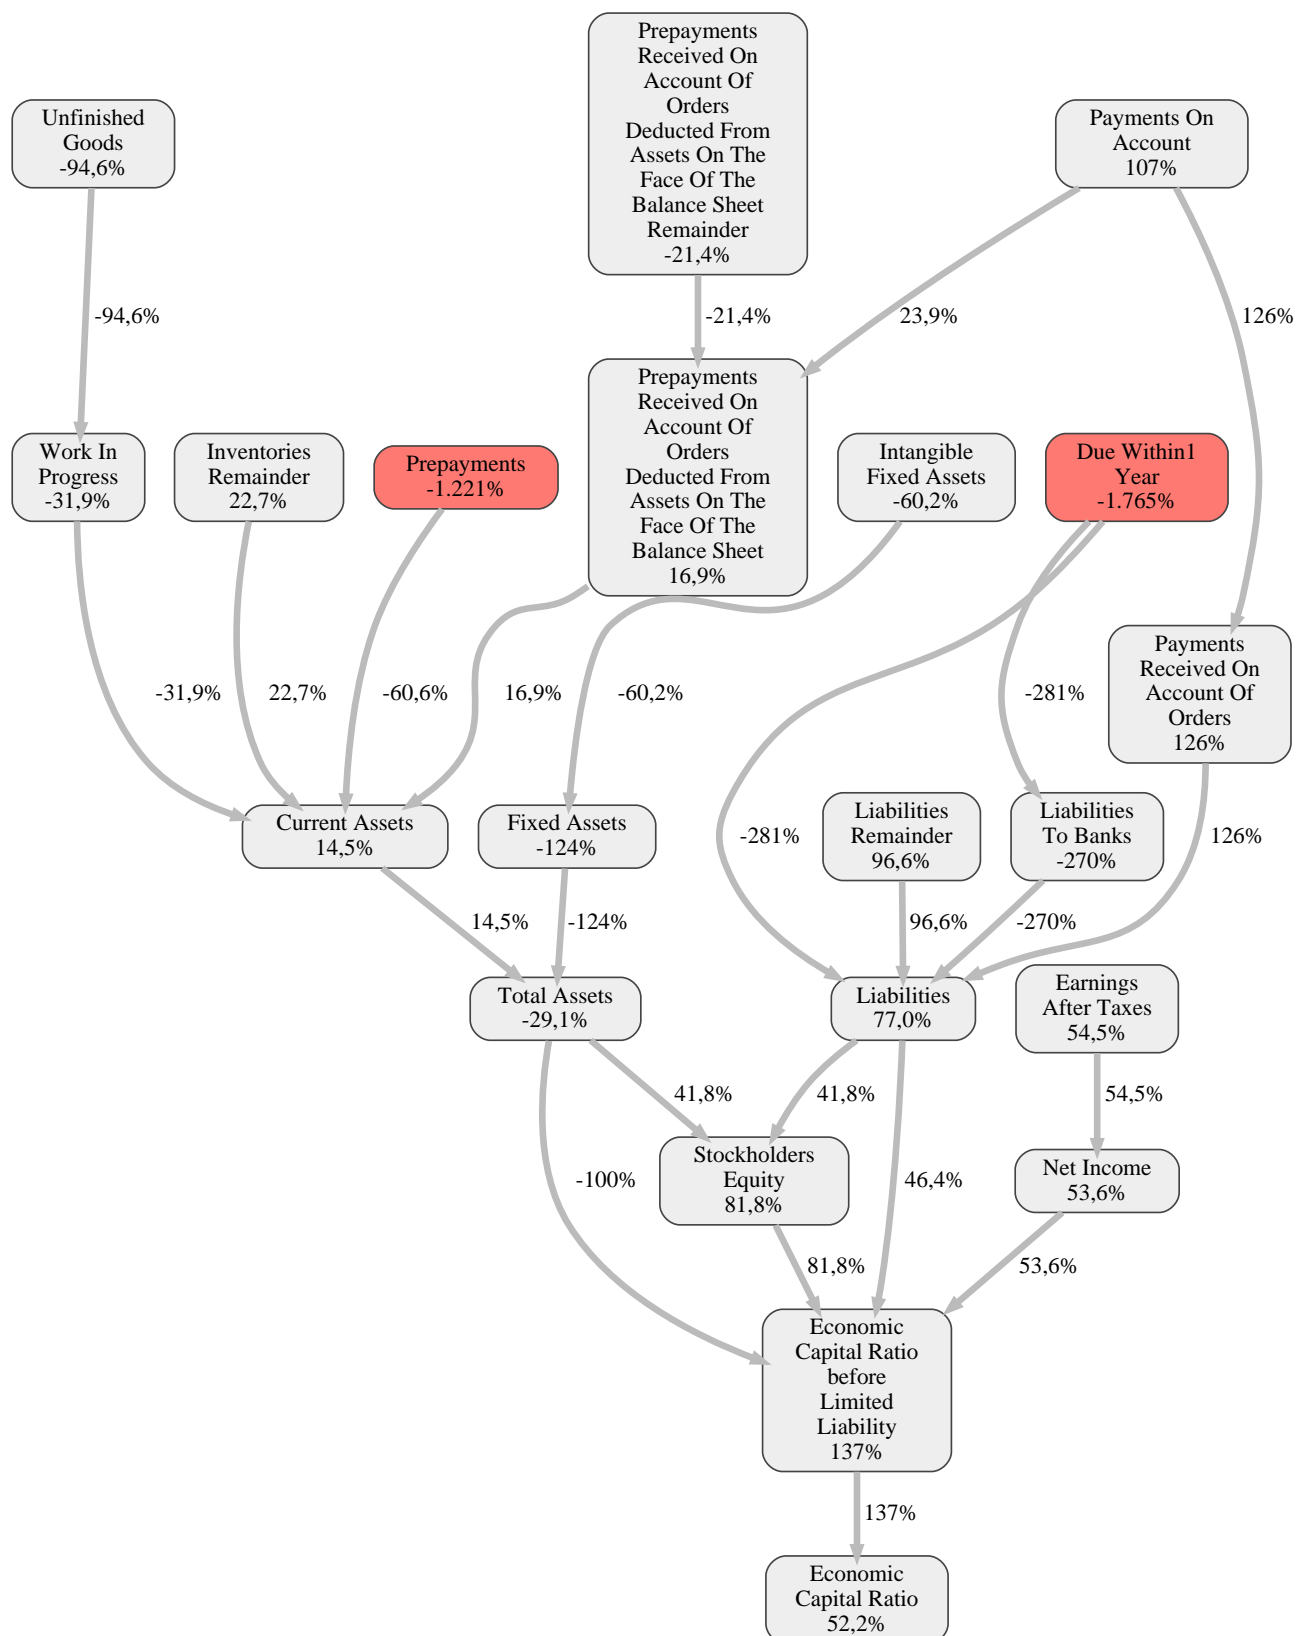 Prepayments
Received On
Account Of
Orders
Deducted From
Assets On The
Face Of The
Balance Sheet
Remainder
-21,4%
Unfinished
Goods
-94,6%
Payments On
Account
107%
-94,6%
-21,4%
23,9%
126%
Work In
Progress
-31,9%
Inventories
Remainder
22,7%
Prepayments
-1.221%
Prepayments
Received On
Account Of
Orders
Deducted From
Assets On The
Face Of The
Balance Sheet
16,9%
Intangible
Fixed Assets
-60,2%
Due Within1
Year
-1.765%
Payments
Received On
Account Of
Orders
126%
-31,9%
22,7%
-60,6%
16,9%
-60,2%
-281%
Current Assets
14,5%
Fixed Assets
-124%
-281%
Liabilities
Remainder
96,6%
Liabilities
To Banks
-270%
126%
14,5%
-124%
96,6%
-270%
Total Assets
-29,1%
Liabilities
77,0%
Earnings
After Taxes
54,5%
41,8%
41,8%
54,5%
-100%
Stockholders
Equity
81,8%
46,4%
Net Income
53,6%
81,8%
53,6%
Economic
Capital Ratio
before
Limited
Liability
137%
137%
Economic
Capital Ratio
52,2%